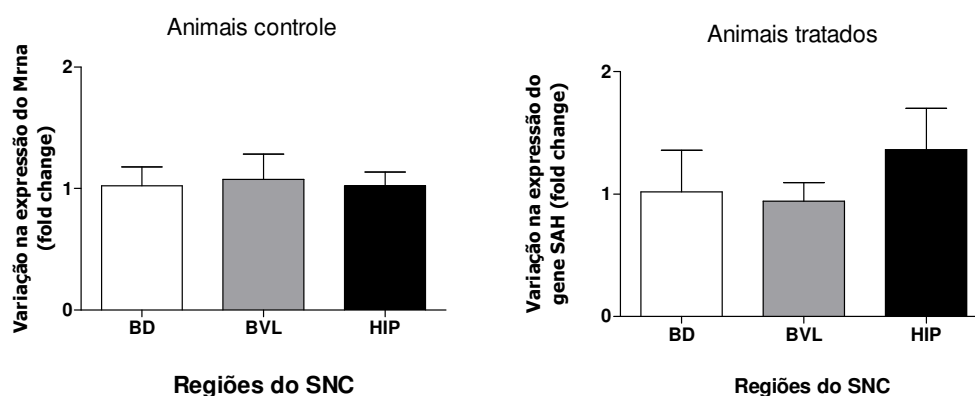 Animais controle
Variação na expressão do Mrna
(fold change)
2
1
0
BD BVL HIP
Regiões do SNC
Animais tratados
Variação na expressão do
gene SAH (fold change)
2
1
0
BD BVL HIP
Regiões do SNC